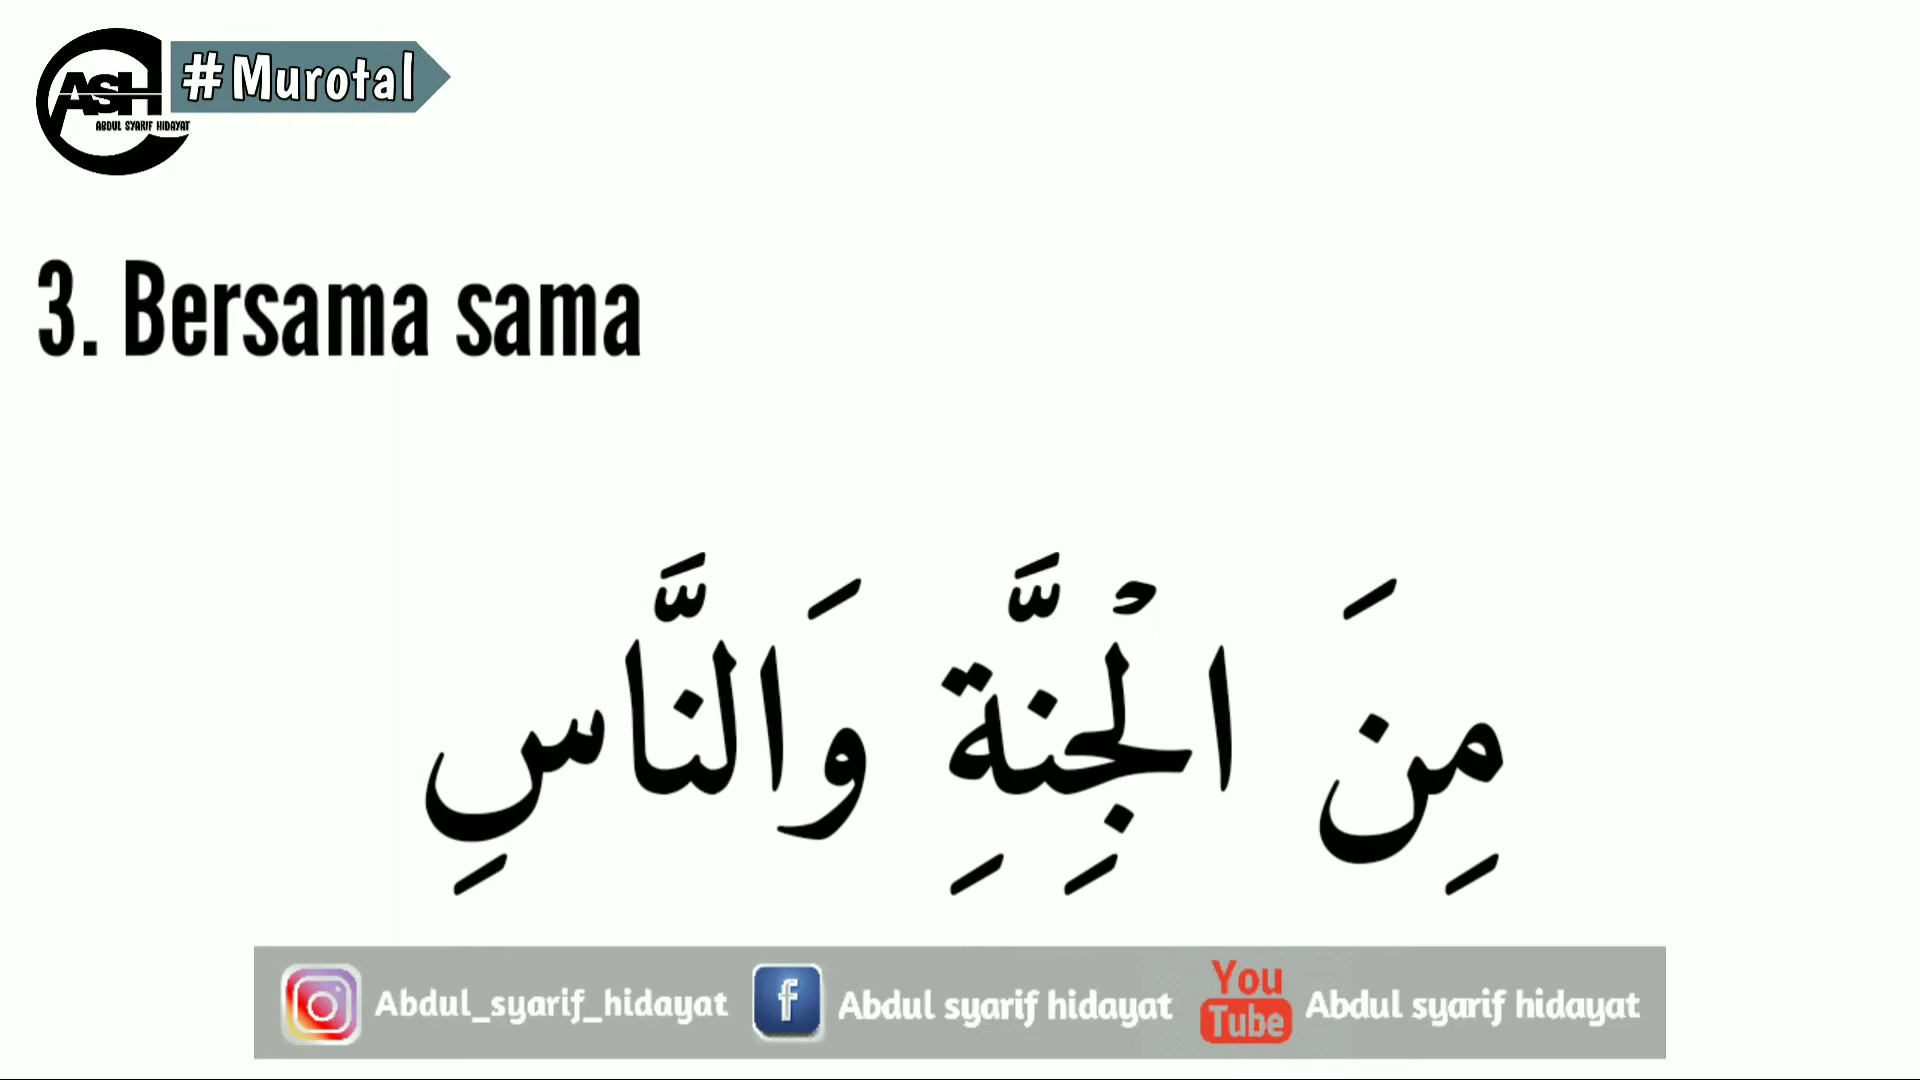 ASH
ABDUL SYARIF HIDAYAT
#Murotal
3. Bersama sama
مِنَ الْجِنَّةِ وَالنَّاسِ
Abdul_syarif_hidayat
f Abdul syarif hidayat
You Tube Abdul syarif hidayat